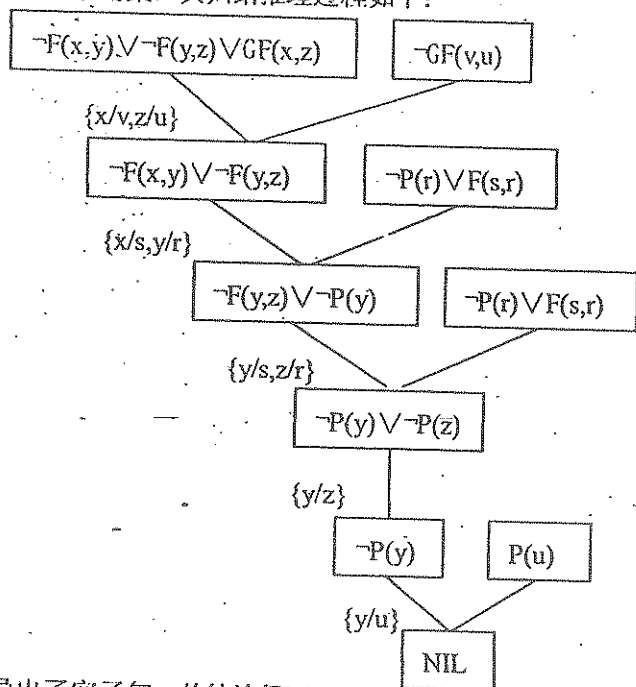 ¬F(x,y)∨¬F(y,z)∨GF(x,z) ¬GF(v,u)
{x/v,z/u}
¬F(x,y)∨¬F(y,z) ¬P(r)∨F(s,r)
{x/s,y/r}
¬F(y,z)∨¬P(y) ¬P(r)∨F(s,r)
{y/s,z/r}
¬P(y)∨¬P(z)
{y/z}
¬P(y) P(u)
{y/u}
NIL